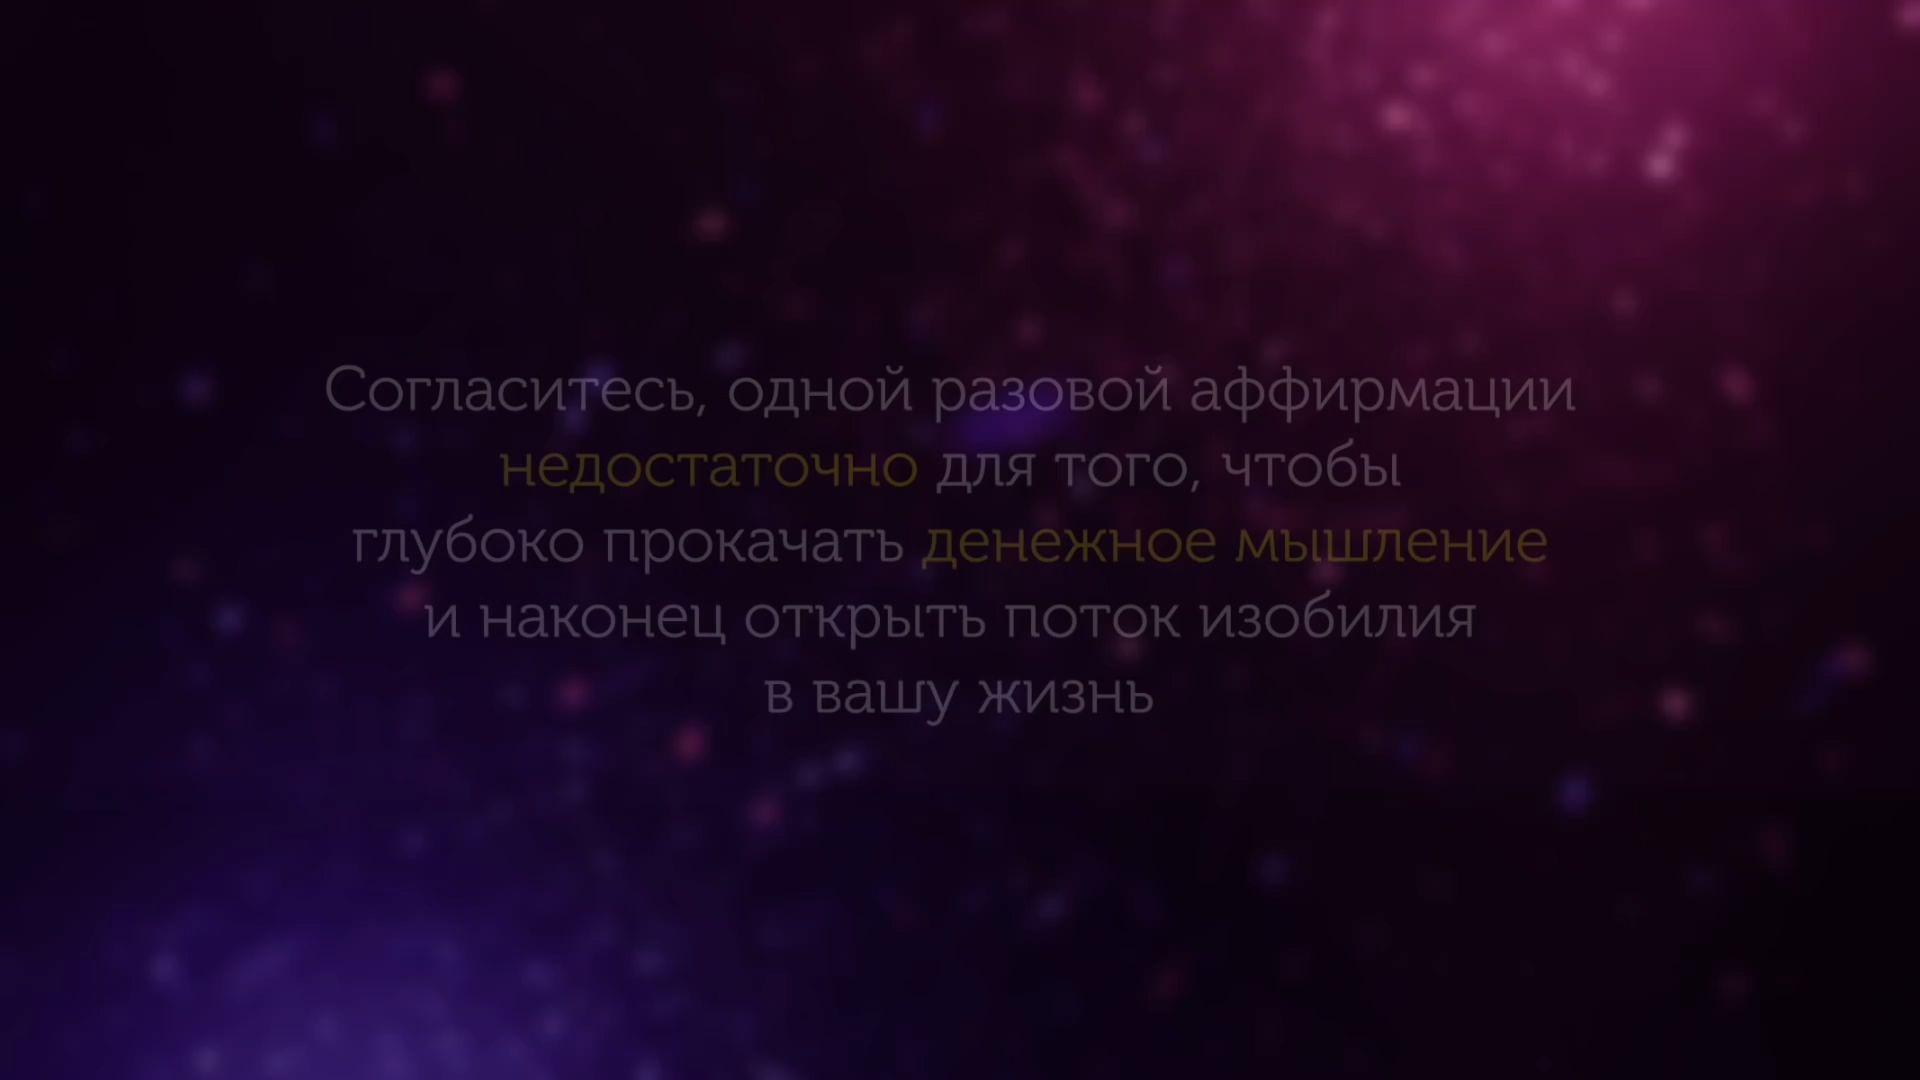 Согласитесь, одной разовой аффирмации
недостаточно для того, чтобы
глубоко прокачать денежное мышление
и наконец открыть поток изобилия
в вашу жизнь